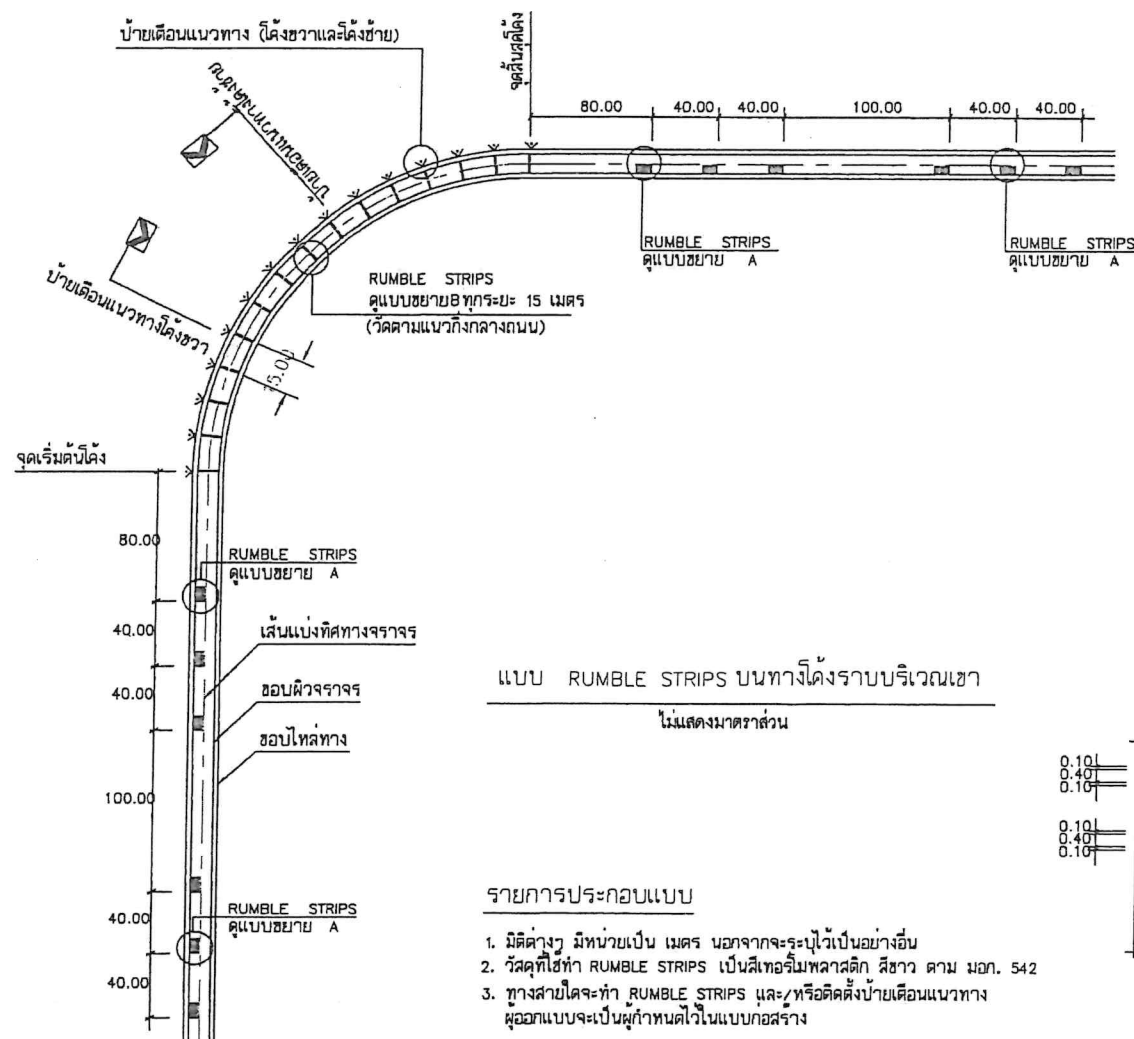 ป้ายเตือนแนวทาง (โค้งขวาและโค้งซ้าย)
จุดสิ้นสุดโค้ง
80.00 40.00 40.00 100.00 40.00 40.00
ป้ายเตือนแนวทางโค้งซ้าย
RUMBLE STRIPS
ดูแบบขยาย A
RUMBLE STRIPS
ดูแบบขยาย A
RUMBLE STRIPS
ดูแบบขยายB ทุกระยะ 15 เมตร
(วัดตามแนวกึ่งกลางถนน)
ป้ายเตือนแนวทางโค้งขวา
จุดเริ่มต้นโค้ง
80.00
RUMBLE STRIPS
ดูแบบขยาย A
40.00
เส้นแบ่งทิศทางจราจร
40.00
ขอบผิวจราจร
ขอบไหล่ทาง
100.00
แบบ RUMBLE STRIPS บนทางโค้งราบบริเวณเขา
ไม่แสดงมาตราส่วน
0.10
0.40
0.10
0.10
0.40
0.10
40.00
RUMBLE STRIPS
ดูแบบขยาย A
40.00
รายการประกอบแบบ
1. มิติต่างๆ มีหน่วยเป็น เมตร นอกจากจะระบุไว้เป็นอย่างอื่น
2. วัสดุที่ใช้ทำ RUMBLE STRIPS เป็นสีเทอร์โมพลาสติก สีขาว ตาม มอก. 542
3. ทางสายใดจะทำ RUMBLE STRIPS และ/หรือติดตั้งป้ายเตือนแนวทาง
ผู้ออกแบบจะเป็นผู้กำหนดไว้ในแบบก่อสร้าง